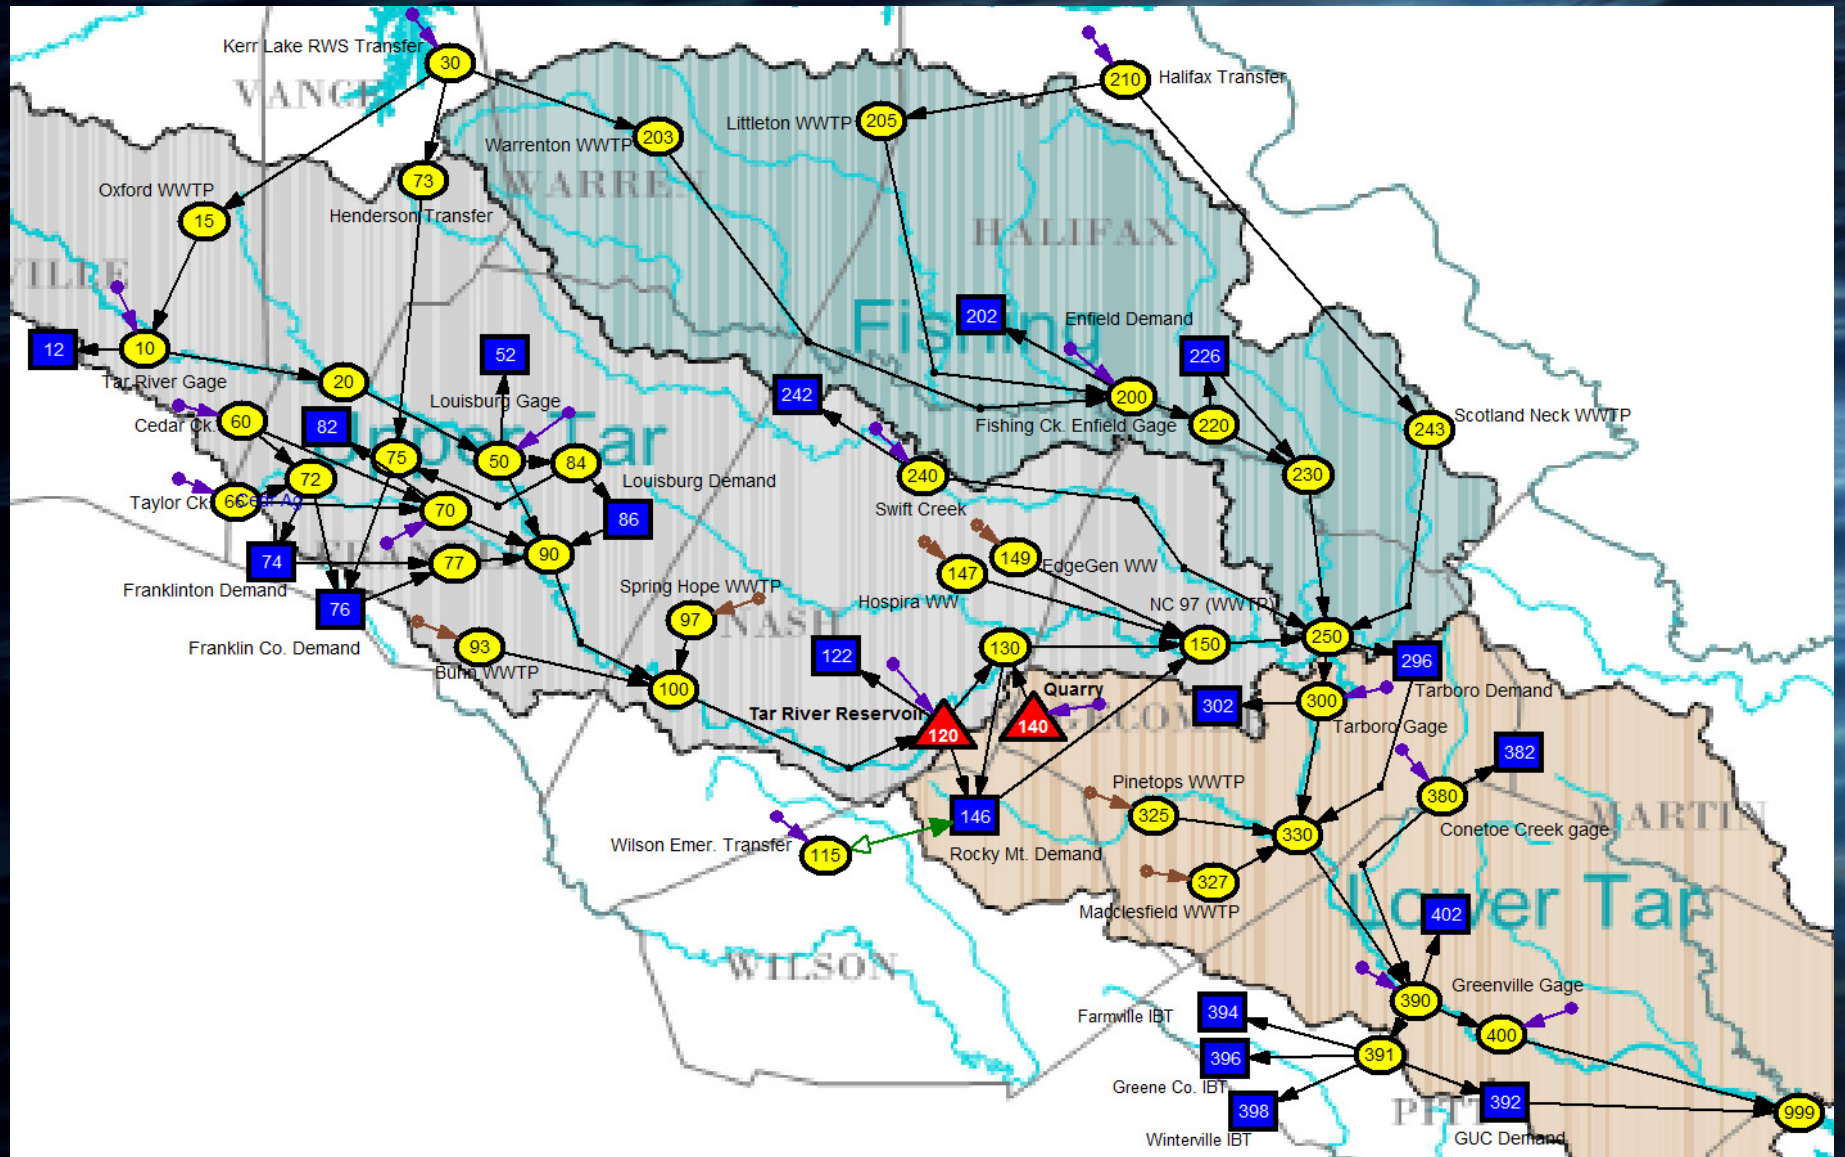 Kerr Lake RWS Transfer
30
VANC
210
Halifax Transfer
Littleton WWTP
205
203
Warrenton WWTP
WARREN
73
Oxford WWTP
Henderson Transfer
15
HALIFAX
VILLE
Fishing
202
Enfield Demand
12
10
52
226
Tar River Gage
20
242
200
Louisburg Gage
60
Cedar Ck.
82
Upper Tar
Fishing Ck. Enfield Gage
220
243
Scotland Neck WWTP
75
50
84
240
230
72
Louisburg Demand
Taylor Ck.
66
Cedr Ag
70
Swift Creek
86
90
149
EdgeGen WW
74
77
147
Franklinton Demand
Spring Hope WWTP
Hospira WW
NC 97 (WWTP)
76
97
NASH
Franklin Co. Demand
93
122
130
150
250
296
Bunn WWTP
100
Quarry
Tarboro Demand
Tar River Reservoir
120
140
302
300
Tarboro Gage
382
Pinetops WWTP
380
146
325
MARTIN
Wilson Emer. Transfer
115
Rocky Mt. Demand
330
Conetoe Creek gage
327
Macclesfield WWTP
Lower Tar
402
WILSON
Greenville Gage
390
Farmville IBT
394
400
396
391
Greene Co. IBT
398
392
PITT
999
Winterville IBT
GUC Demand